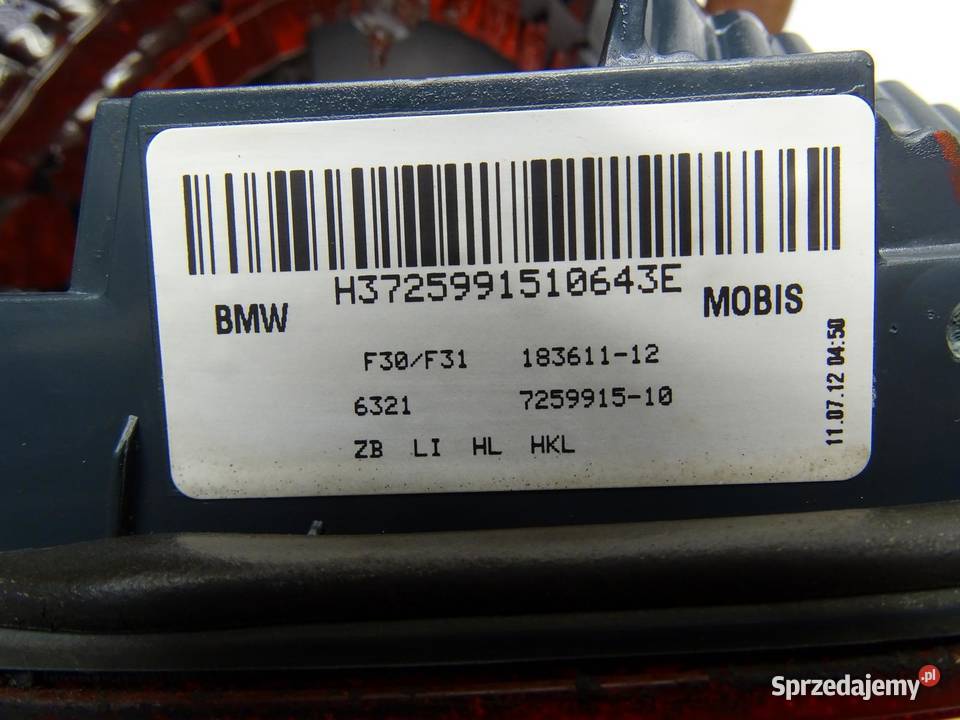 H3725991510643E
BMW
MOBIS
F30/F31 183611-12
6321 7259915-10
ZB LI HL HKL
11.07.12 04:50
Sprzedajemy.pl